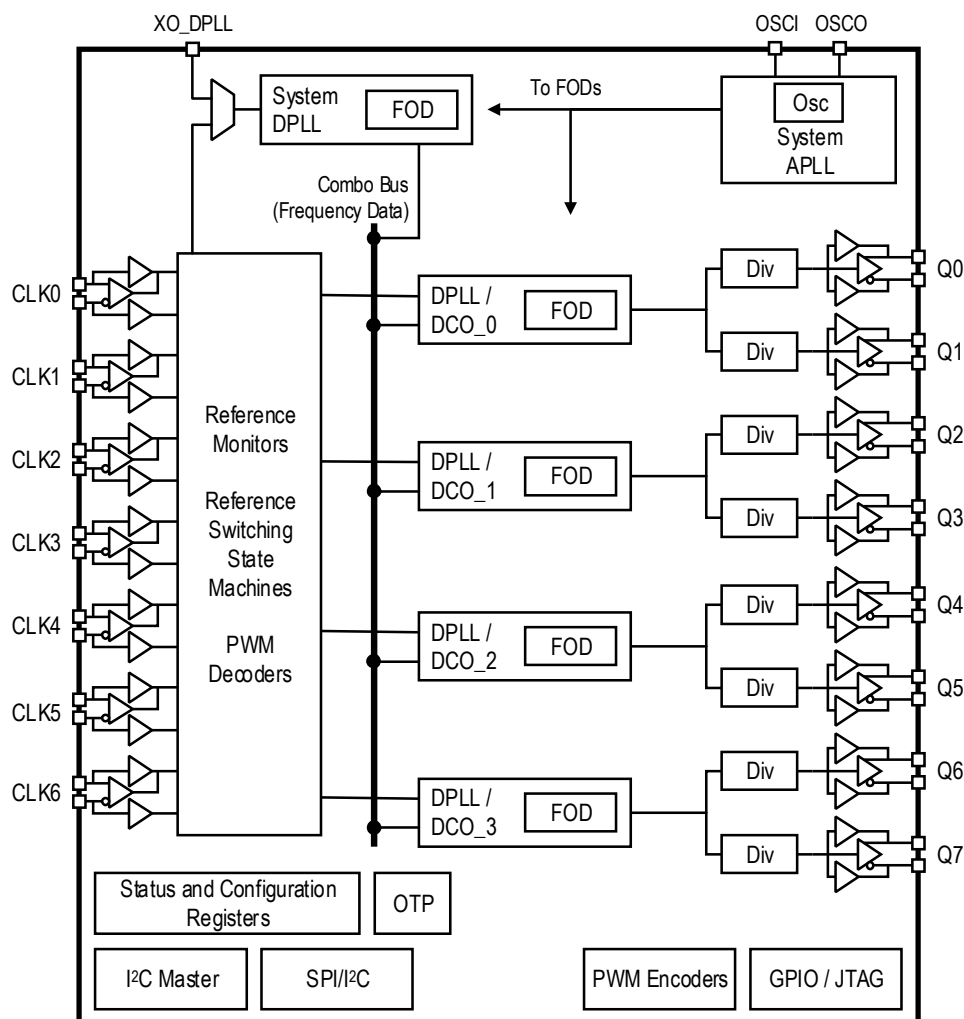 XO_DPLL
OSCI OSCO
System
DPLL
FOD
To FODs
Osc
System
APLL
Combo Bus
(Frequency Data)
CLK0
CLK1
CLK2
CLK3
CLK4
CLK5
CLK6
Reference
Monitors
Reference
Switching
State
Machines
PWM
Decoders
DPLL /
DCO_0
FOD
DPLL /
DCO_1
FOD
DPLL /
DCO_2
FOD
DPLL /
DCO_3
FOD
Div
Div
Div
Div
Div
Div
Div
Div
Q0
Q1
Q2
Q3
Q4
Q5
Q6
Q7
Status and Configuration
Registers
OTP
I²C Master
SPI/I²C
PWM Encoders
GPIO / JTAG